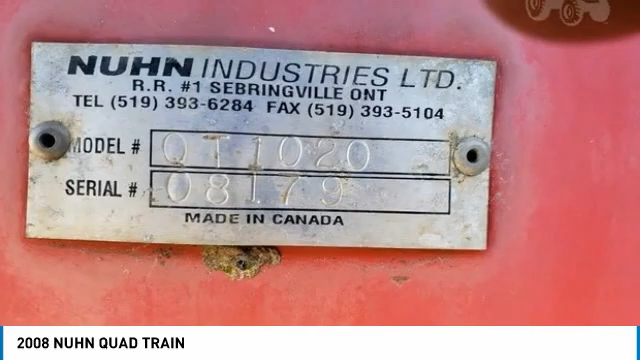 NUHN INDUSTRIES LTD.
R.R. #1 SEBRINGVILLE ONT
TEL (519) 393-6284 FAX (519) 393-5104
MODEL # QT1020
SERIAL # 08179
MADE IN CANADA
2008 NUHN QUAD TRAIN